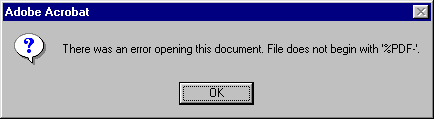 Adobe Acrobat
There was an error opening this document. File does not begin with '%PDF-'.
OK